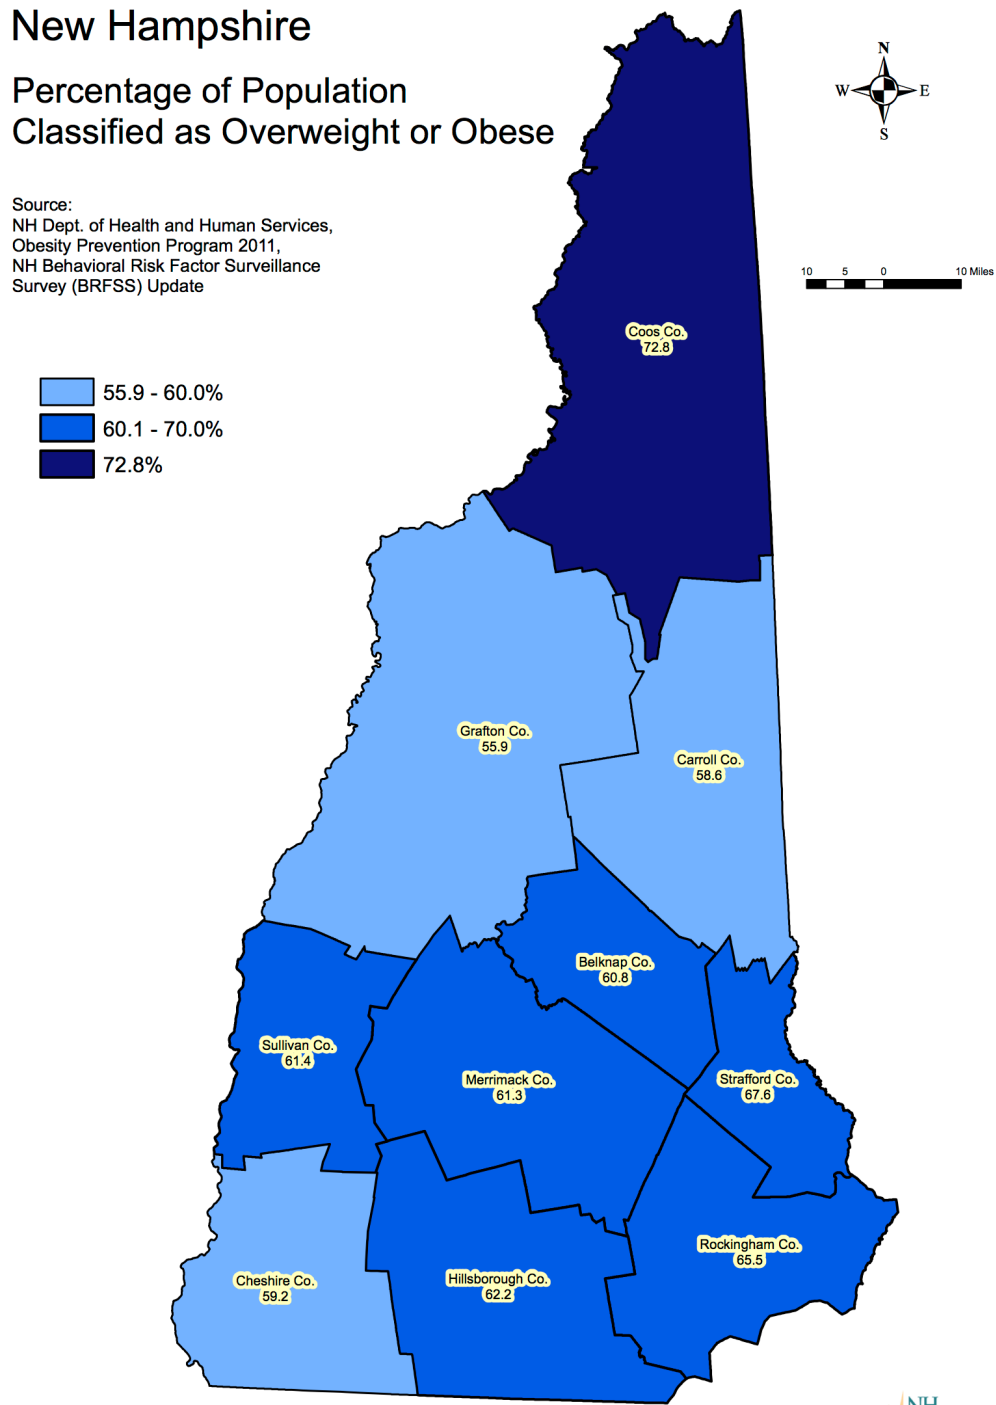 New Hampshire
Percentage of Population
Classified as Overweight or Obese
Source:
NH Dept. of Health and Human Services,
Obesity Prevention Program 2011,
NH Behavioral Risk Factor Surveillance
Survey (BRFSS) Update
N
W E
S
10 5 0 10 Miles
55.9 - 60.0%
60.1 - 70.0%
72.8%
Coos Co.
72.8
Grafton Co.
55.9
Carroll Co.
58.6
Belknap Co.
60.8
Sullivan Co.
61.4
Merrimack Co.
61.3
Strafford Co.
67.6
Rockingham Co.
65.5
Cheshire Co.
59.2
Hillsborough Co.
62.2
NH